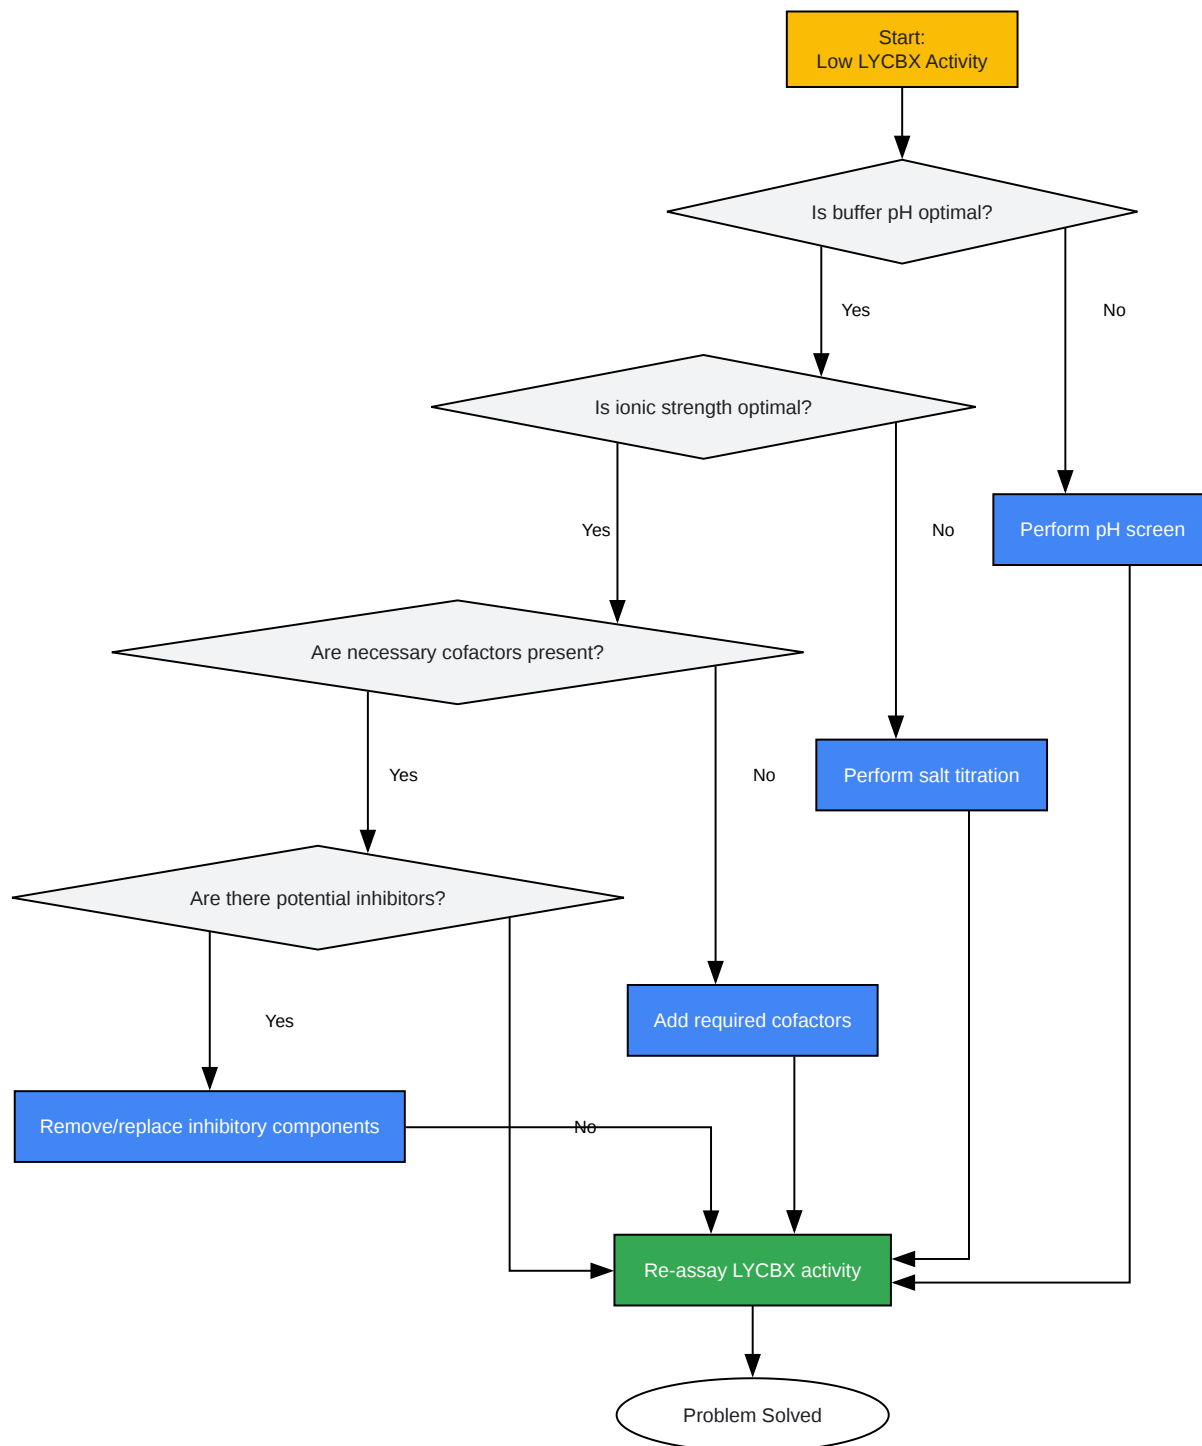 Start:
Low LYCBX Activity
Is buffer pH optimal?
Yes
No
Is ionic strength optimal?
Yes
No
Perform pH screen
Are necessary cofactors present?
Yes
No
Perform salt titration
Are there potential inhibitors?
Yes
Add required cofactors
Remove/replace inhibitory components
No
Re-assay LYCBX activity
Problem Solved